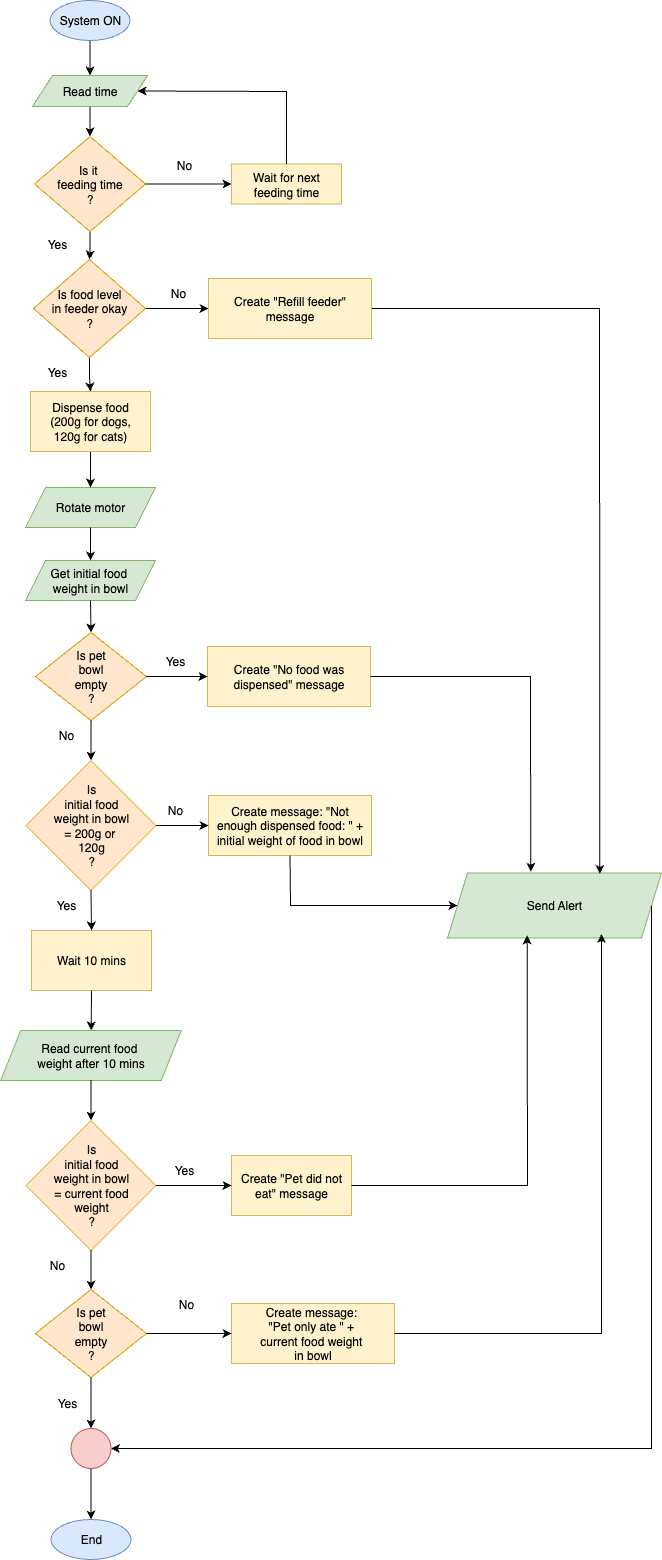 System ON
Read time
Is it
feeding time
?
No
Wait for next
feeding time
Yes
Is food level
in feeder okay
?
No
Create "Refill feeder"
message
Yes
Dispense food
(200g for dogs,
120g for cats)
Rotate motor
Get initial food
weight in bowl
Is pet
bowl
empty
?
Yes
Create "No food was
dispensed" message
No
Is
initial food
weight in bowl
= 200g or
120g
?
No
Create message: "Not
enough dispensed food: " +
initial weight of food in bowl
Send Alert
Yes
Wait 10 mins
Read current food
weight after 10 mins
Is
initial food
weight in bowl
= current food
weight
?
Yes
Create "Pet did not
eat" message
No
Is pet
bowl
empty
?
No
Create message:
"Pet only ate " +
current food weight
in bowl
Yes
End